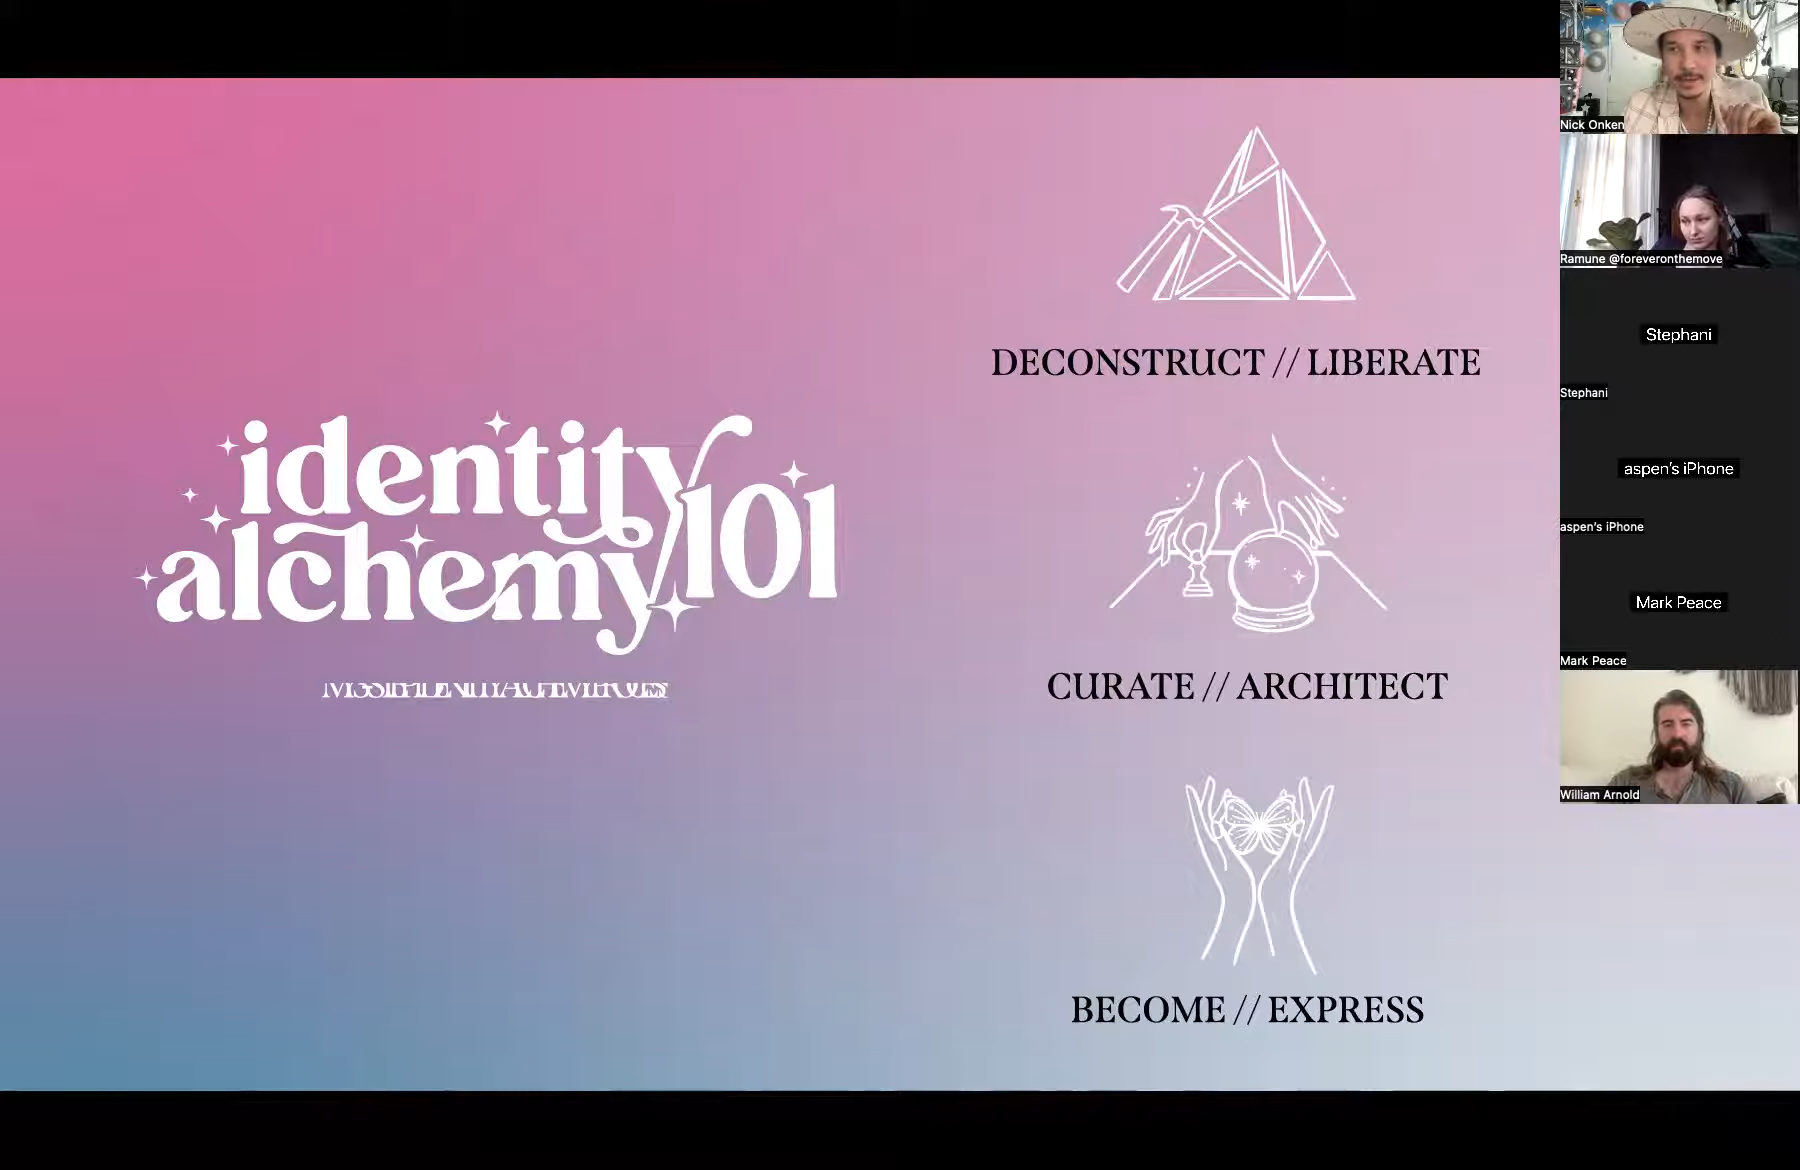 identity
alchemy 101
DECONSTRUCT // LIBERATE
CURATE // ARCHITECT
BECOME // EXPRESS
Nick Onken
Ramune @foreveronthemove
Stephani
Stephani
aspen's iPhone
aspen's iPhone
Mark Peace
Mark Peace
William Arnold